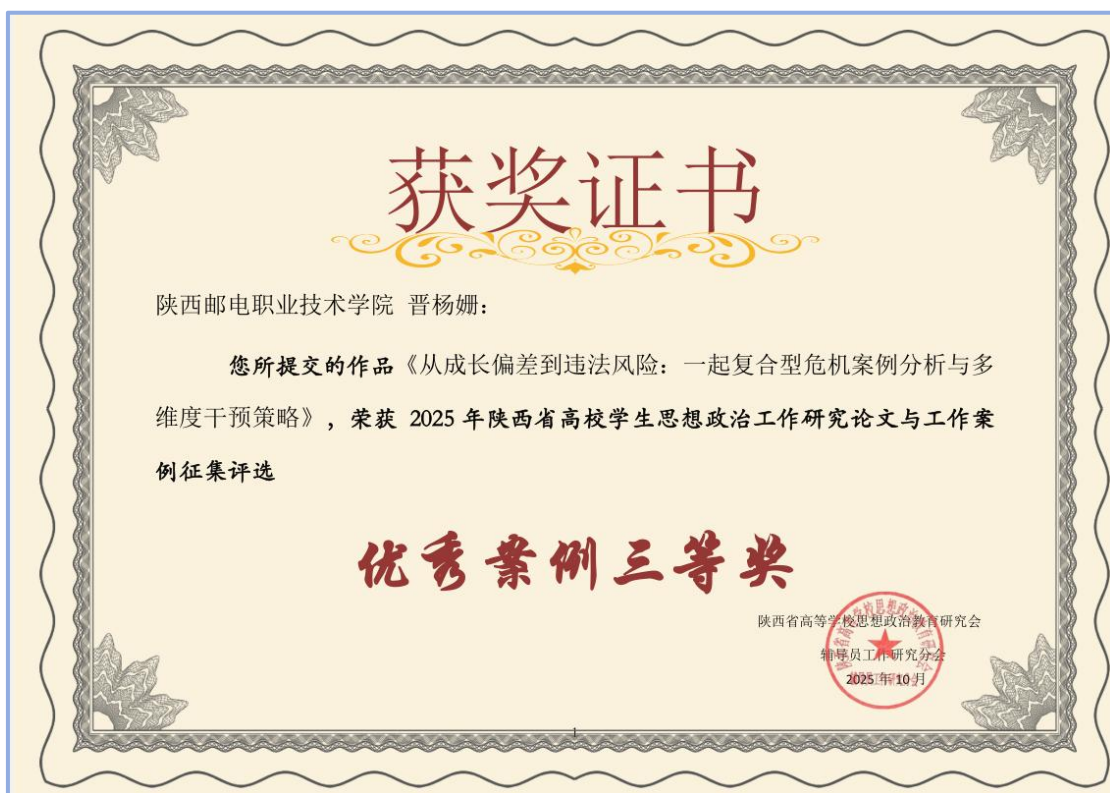 获奖证书
陕西邮电职业技术学院 晋杨姗：
您所提交的作品《从成长偏差到违法风险：一起复合型危机案例分析与多
维度干预策略》，荣获 2025 年陕西省高校学生思想政治工作研究论文与工作案
例征集评选
优秀案例三等奖
陕西省高等学校思想政治教育研究会
辅导员工作研究分会
2025 年 10 月
1